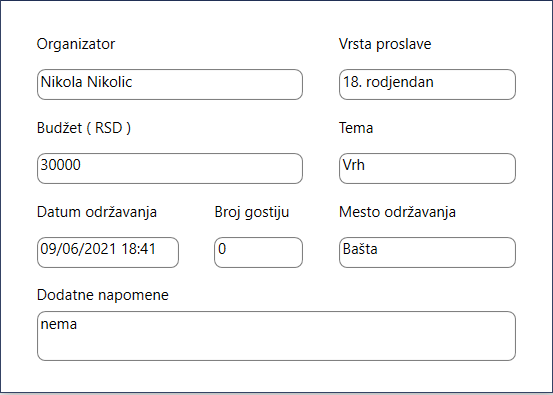 Organizator
Vrsta proslave
Nikola Nikolic
18. rodjendan
Budžet ( RSD )
Tema
30000
Vrh
Datum održavanja
Broj gostiju
Mesto održavanja
09/06/2021 18:41
0
Bašta
Dodatne napomene
nema